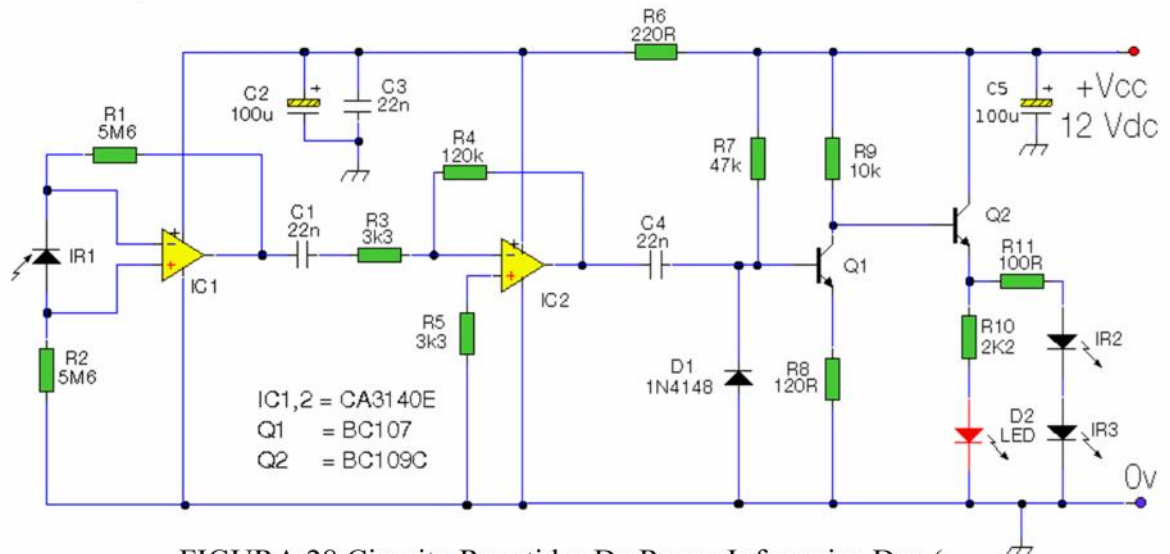 R6
220R
R1
5M6
C2
100u
C3
22n
R4
120k
R7
47k
R9
10k
C5
100u
+Vcc
12 Vdc
IR1
IC1
C1
22n
R3
3k3
IC2
C4
22n
Q1
Q2
R11
100R
R2
5M6
R5
3k3
D1
1N4148
R8
120R
R10
2K2
D2
LED
IR2
IR3
IC1,2 = CA3140E
Q1 = BC107
Q2 = BC109C
0v